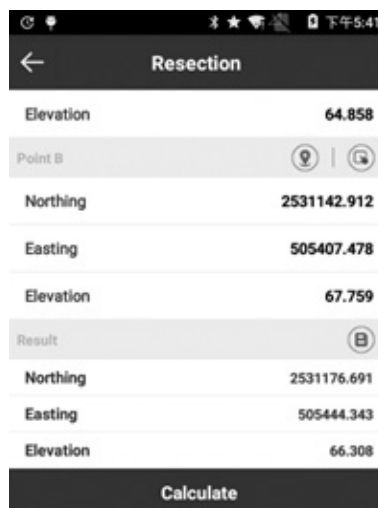 下午5:41
Resection
Elevation 64.858
Point B
Northing 2531142.912
Easting 505407.478
Elevation 67.759
Result
Northing 2531176.691
Easting 505444.343
Elevation 66.308
Calculate